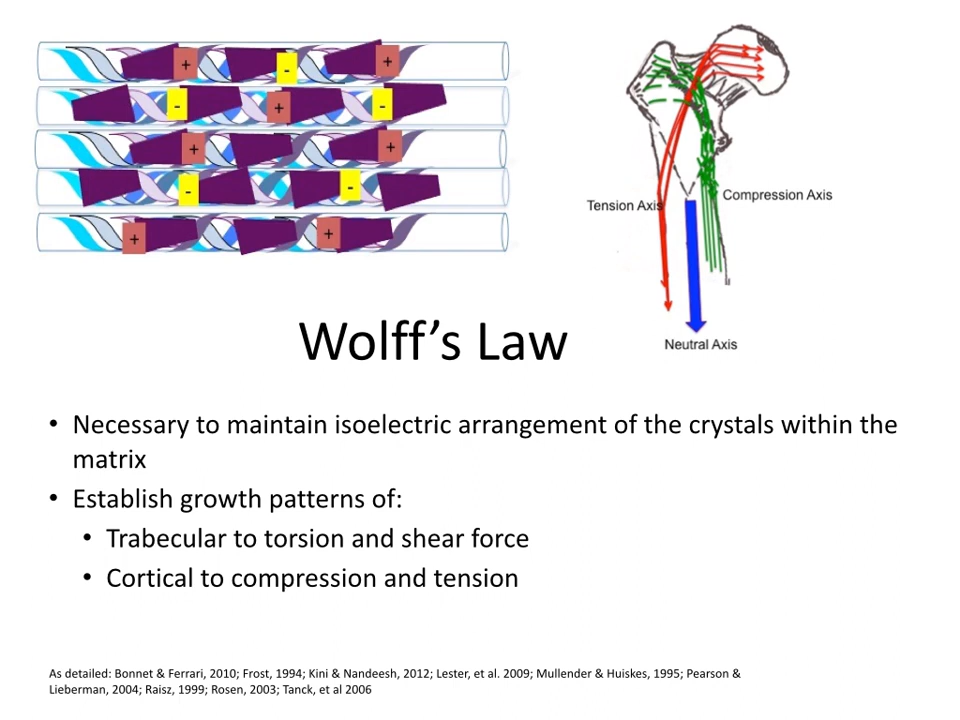 + - +
- + -
+ +
- -
+ +
Tension Axis
Compression Axis
Neutral Axis
Wolff’s Law
• Necessary to maintain isoelectric arrangement of the crystals within the
matrix
• Establish growth patterns of:
• Trabecular to torsion and shear force
• Cortical to compression and tension
As detailed: Bonnet & Ferrari, 2010; Frost, 1994; Kini & Nandeesh, 2012; Lester, et al. 2009; Mullender & Huiskes, 1995; Pearson &
Lieberman, 2004; Raisz, 1999; Rosen, 2003; Tanck, et al 2006